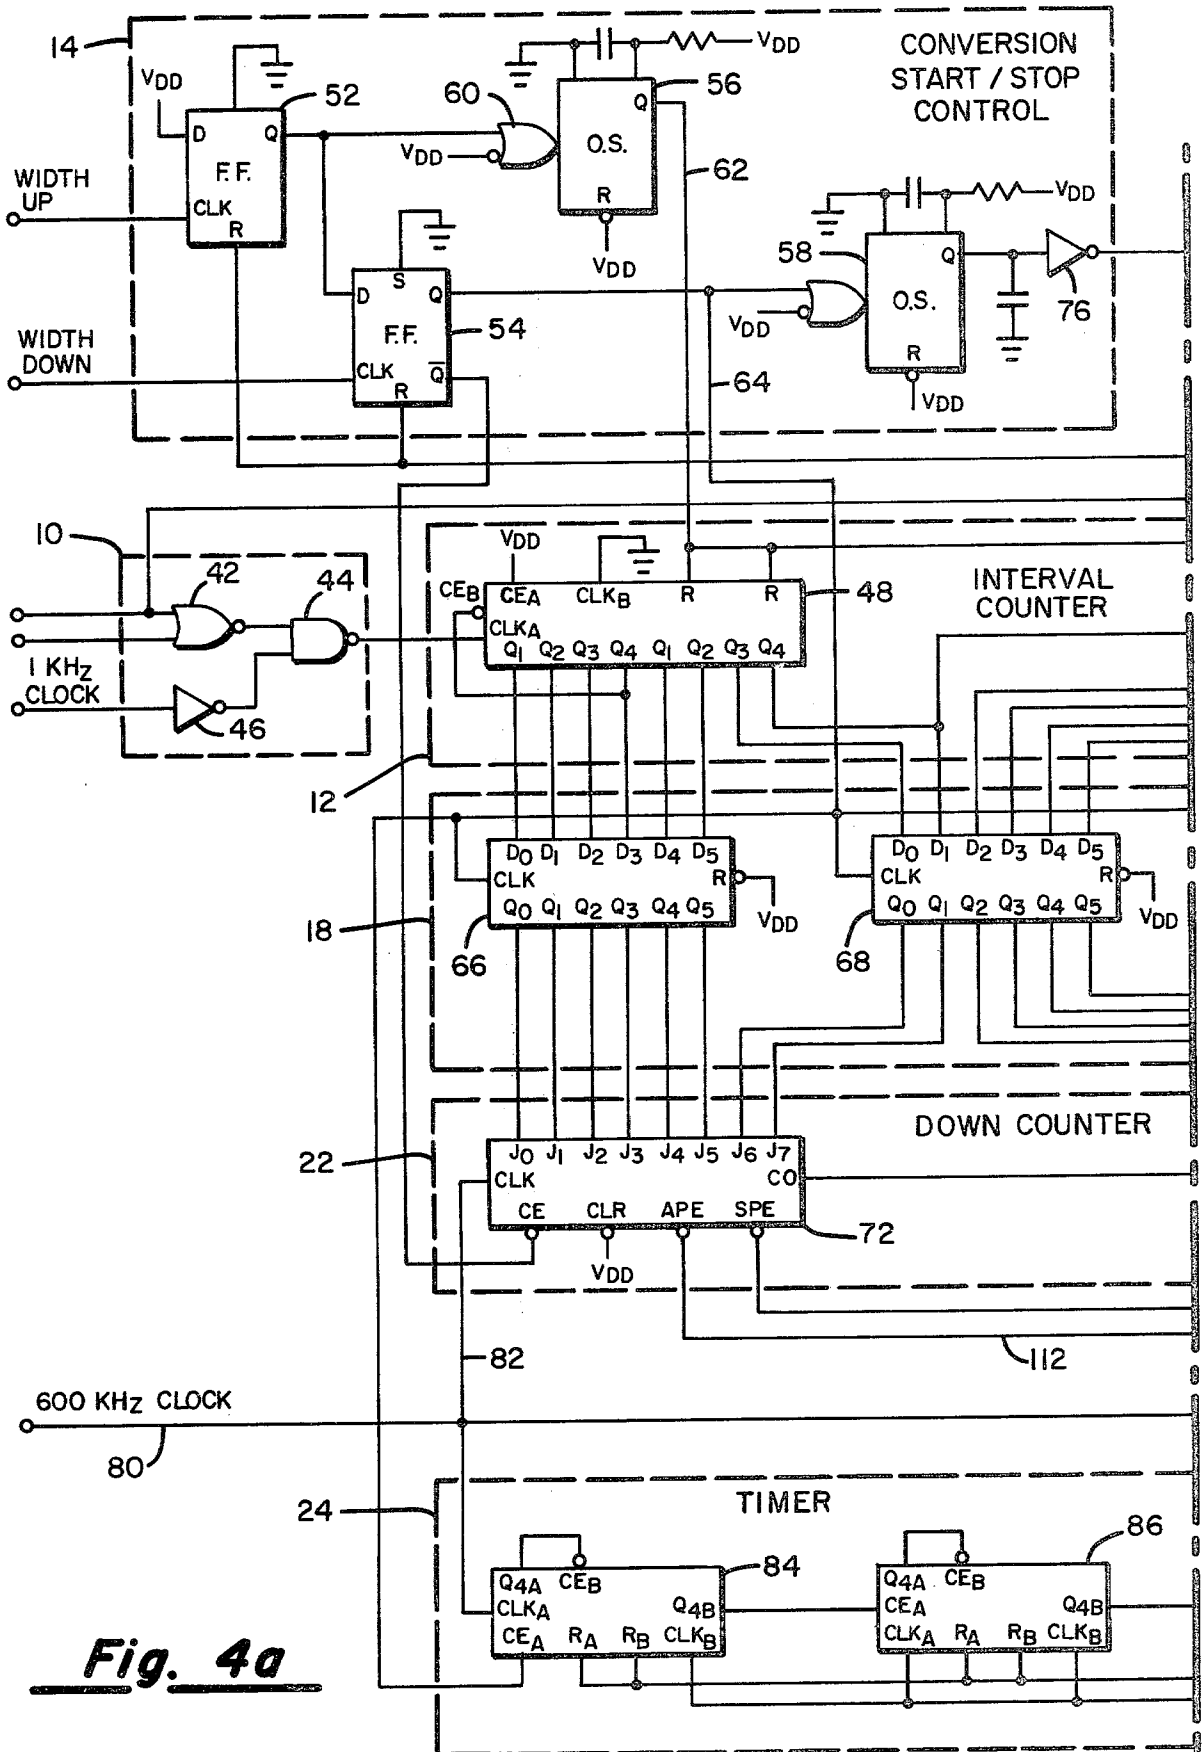 14
VDD
CONVERSION
START / STOP
CONTROL
VDD
52
60
56
D Q
Q
F.F.
VDD
O.S.
WIDTH
UP
CLK
R
R
62
VDD
VDD
58
S
D Q
Q
F.F.
54
VDD
O.S.
76
WIDTH
DOWN
CLK
Q
R
R
64
VDD
10
42
44
VDD
CEB
CEA CLKB R R
48
INTERVAL
COUNTER
CLKA
Q1 Q2 Q3 Q4 Q1 Q2 Q3 Q4
1 KHz
CLOCK
46
12
D0 D1 D2 D3 D4 D5
CLK
R
Q0 Q1 Q2 Q3 Q4 Q5
VDD
D0 D1 D2 D3 D4 D5
CLK
R
Q0 Q1 Q2 Q3 Q4 Q5
VDD
18
66
68
DOWN COUNTER
22
J0 J1 J2 J3 J4 J5 J6 J7
CLK
CO
CE CLR APE SPE
72
VDD
82
112
600 KHz CLOCK
80
24
TIMER
86
Q4A CEB
84
CLKA
Q4B
CEA RA RB CLKB
Q4A CEB
CEA
Q4B
CLKA RA RB CLKB
Fig. 4a